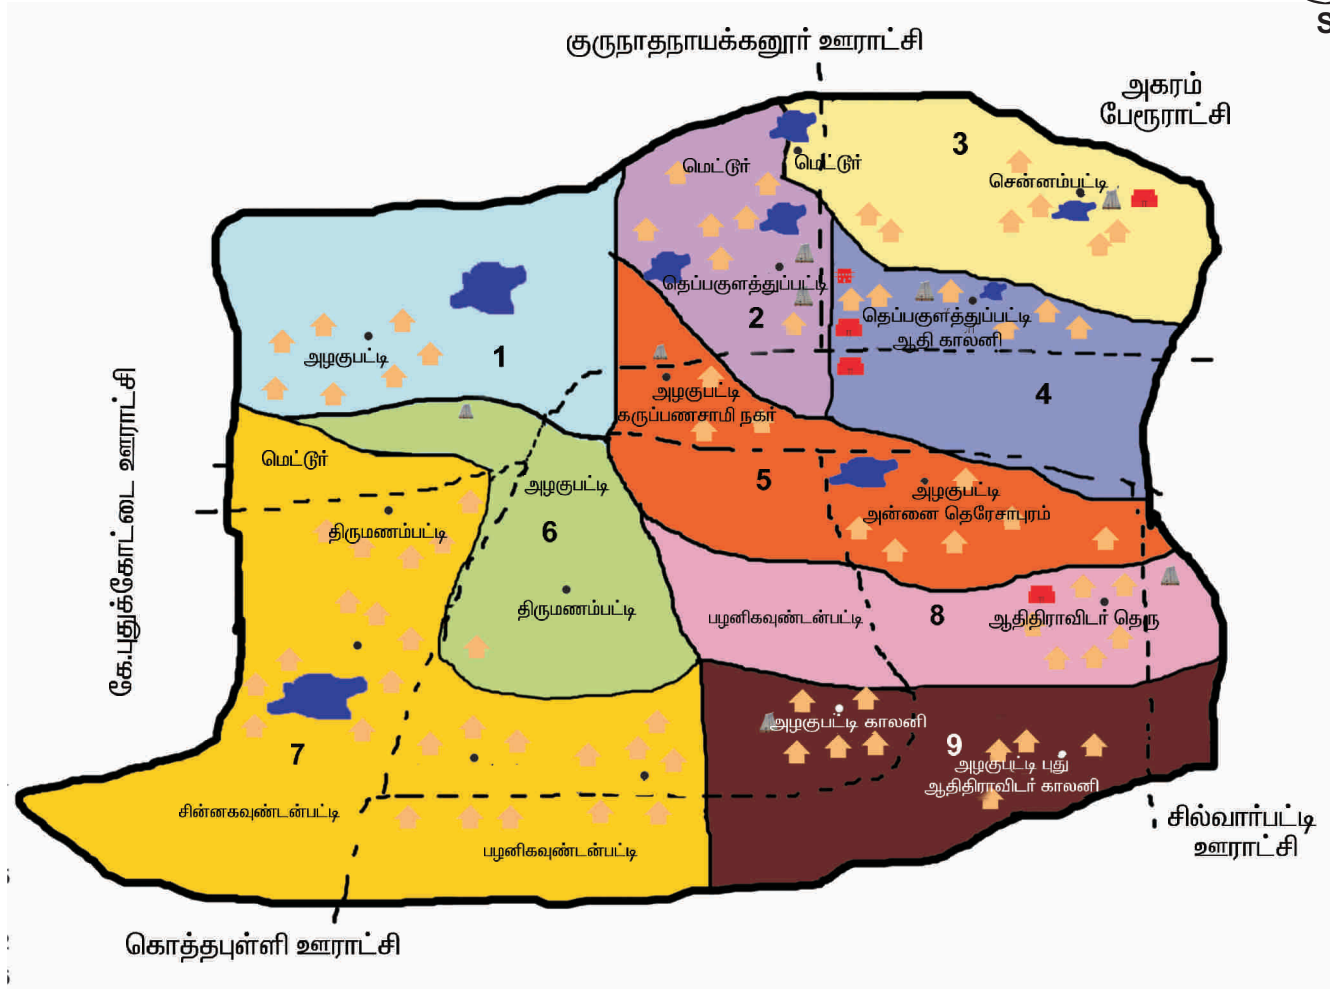 S
குருநாதநாயக்கனூர் ஊராட்சி
அகரம்
பேரூராட்சி
3
மெட்டூர்
மெட்டூர்
சென்னம்பட்டி
தெப்பகுளத்துப்பட்டி
2
தெப்பகுளத்துப்பட்டி
ஆதி காலனி
4
அழகுபட்டி
1
அழகுபட்டி
கருப்பணசாமி நகர்
கே.புதுக்கோட்டை ஊராட்சி
மெட்டூர்
5
அழகுபட்டி
அழகுபட்டி
அன்னை தெரேசாபுரம்
6
திருமணம்பட்டி
திருமணம்பட்டி
பழனிகவுண்டன்பட்டி
8
ஆதிதிராவிடர் தெரு
அழகுபட்டி காலனி
9
அழகுபட்டி புது
ஆதிதிராவிடர் காலனி
7
சின்னகவுண்டன்பட்டி
பழனிகவுண்டன்பட்டி
சில்வார்பட்டி
ஊராட்சி
கொத்தபுள்ளி ஊராட்சி